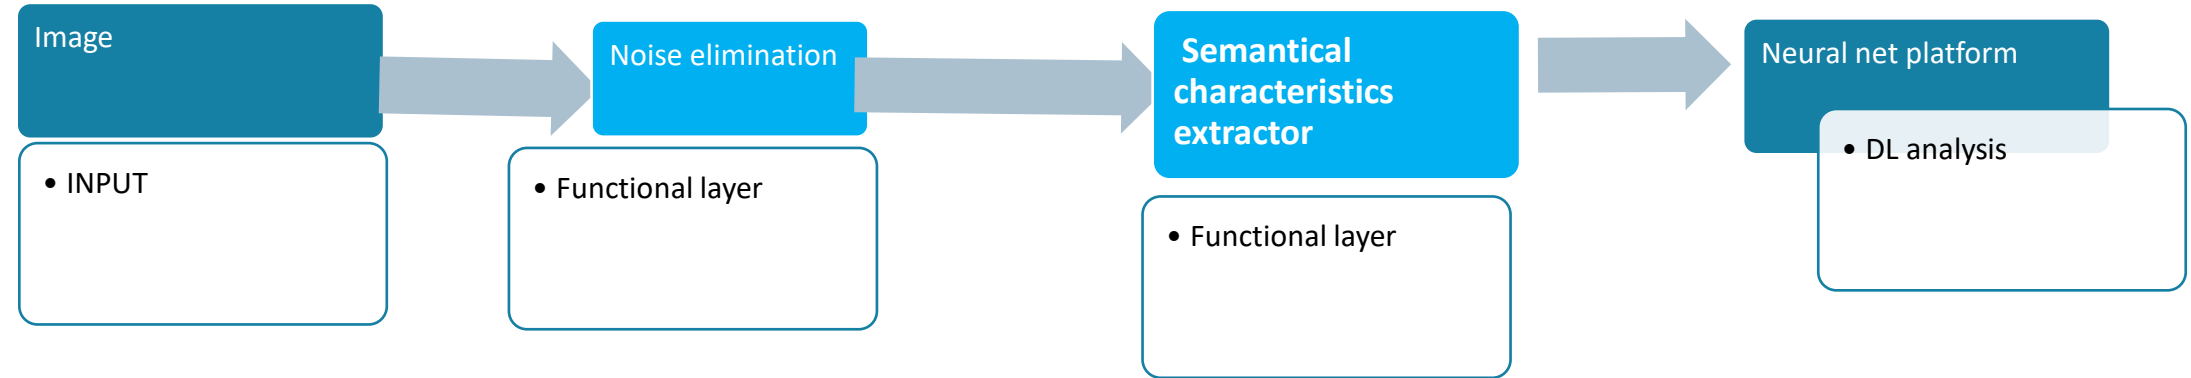 Image
• INPUT
Noise elimination
• Functional layer
Semantical
characteristics
extractor
• Functional layer
Neural net platform
• DL analysis